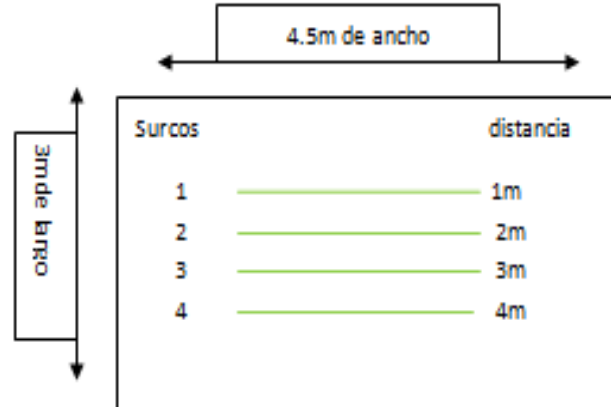 4.5m de ancho
Surcos distancia
3mde largo
1 1m
2 2m
3 3m
4 4m